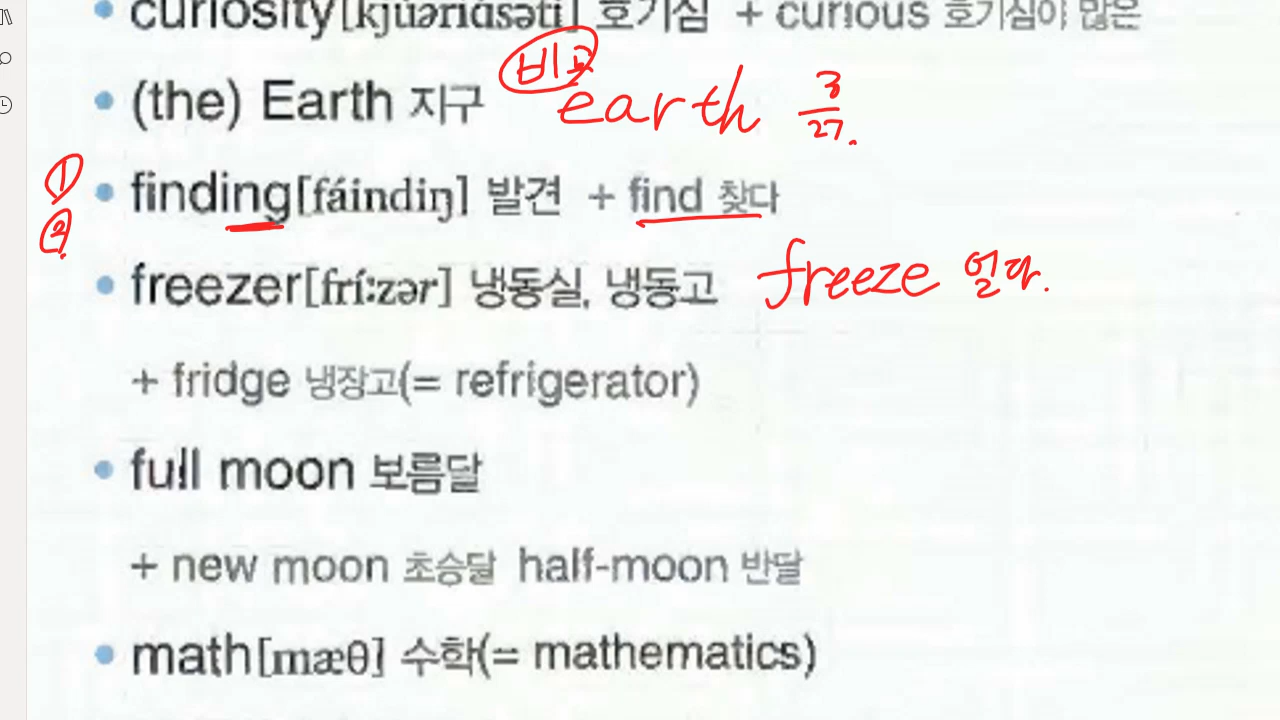 curiosity[kjùəriásəti] 호기심 + curious 호기심이 많은
(the) Earth 지구 비교 earth 흙.
① finding[fáindiŋ] 발견 + find 찾다
②
freezer[fríːzər] 냉동실, 냉동고 freeze 얼다.
+ fridge 냉장고(= refrigerator)
full moon 보름달
+ new moon 초승달 half-moon 반달
math[mæθ] 수학(= mathematics)